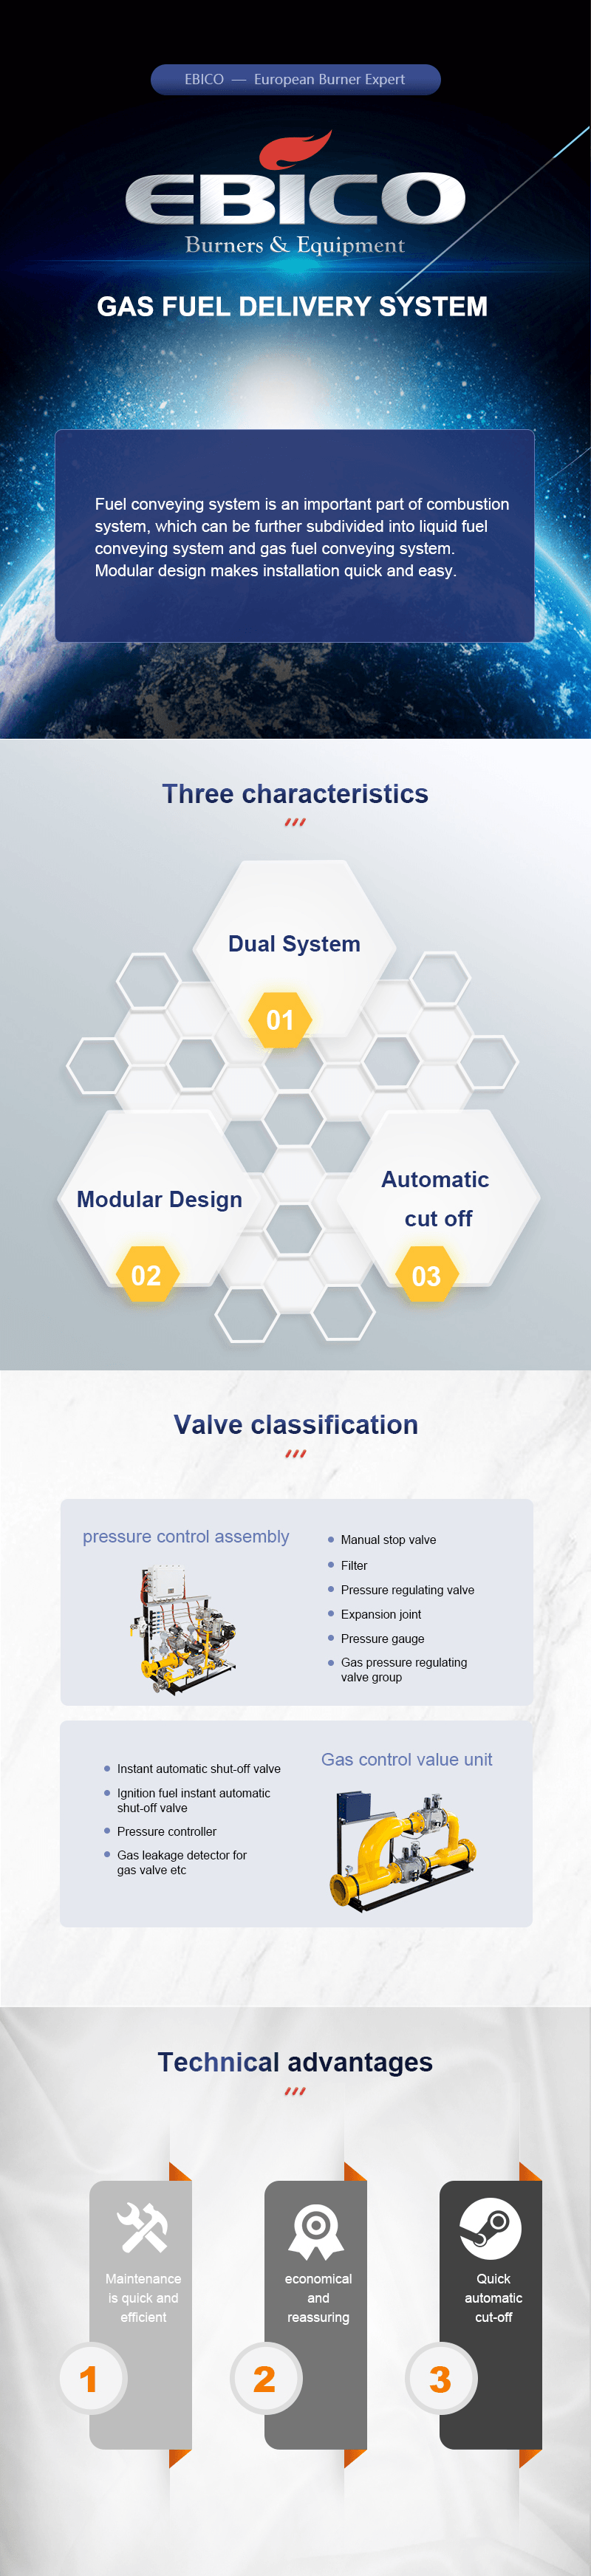 EBICO — European Burner Expert
EBICO
Burners & Equipment
GAS FUEL DELIVERY SYSTEM
Fuel conveying system is an important part of combustion
system, which can be further subdivided into liquid fuel
conveying system and gas fuel conveying system.
Modular design makes installation quick and easy.
Three characteristics
Dual System
01
Modular Design
02
Automatic
cut off
03
Valve classification
pressure control assembly
Manual stop valve
Filter
Pressure regulating valve
Expansion joint
Pressure gauge
Gas pressure regulating
valve group
Instant automatic shut-off valve
Ignition fuel instant automatic
shut-off valve
Pressure controller
Gas leakage detector for
gas valve etc
Gas control value unit
Technical advantages
Maintenance
is quick and
efficient
1
economical
and
reassuring
2
Quick
automatic
cut-off
3